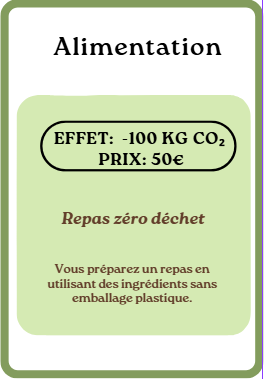 Alimentation
EFFET: -100 KG CO₂
PRIX: 50€
Repas zéro déchet
Vous préparez un repas en
utilisant des ingrédients sans
emballage plastique.